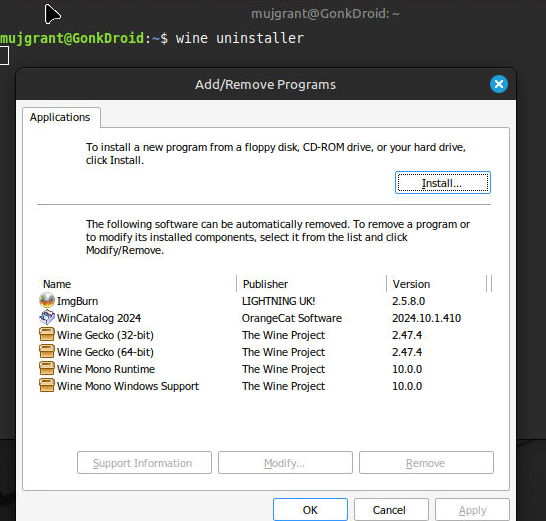 mujgrant@GonkDroid: ~
mujgrant@GonkDroid:~$ wine uninstaller
Add/Remove Programs
Applications
To install a new program from a floppy disk, CD-ROM drive, or your hard drive,
click Install.
Install...
The following software can be automatically removed. To remove a program or
to modify its installed components, select it from the list and click
Modify/Remove.
Name Publisher Version
ImgBurn LIGHTNING UK! 2.5.8.0
WinCatalog 2024 OrangeCat Software 2024.10.1.410
Wine Gecko (32-bit) The Wine Project 2.47.4
Wine Gecko (64-bit) The Wine Project 2.47.4
Wine Mono Runtime The Wine Project 10.0.0
Wine Mono Windows Support The Wine Project 10.0.0
Support Information Modify... Remove
OK Cancel Apply